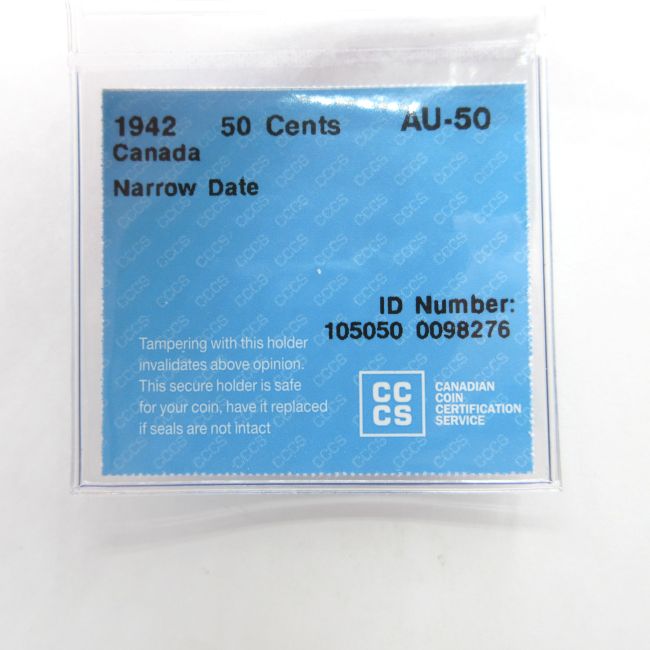 1942 50 Cents AU-50
Canada
Narrow Date
ID Number:
105050 0098276
Tampering with this holder
invalidates above opinion.
This secure holder is safe
for your coin, have it replaced
if seals are not intact
CC
CS
CANADIAN
COIN
CERTIFICATION
SERVICE